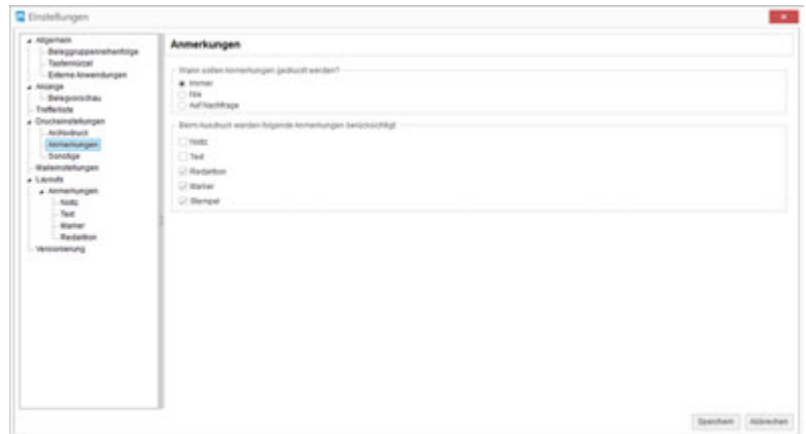 Einstellungen
Allgemein
Beleggruppenreihenfolge
Tastenkürzel
Externe Anwendungen
Anzeige
Belegvorschau
Trefferliste
Druckeinstellungen
Archivdruck
Anmerkungen
Sonstige
Maileinstellungen
Layouts
Anmerkungen
Notiz
Text
Marker
Redaktion
Versionierung
Anmerkungen
Wann sollen Anmerkungen gedruckt werden?
Immer
Nie
Auf Nachfrage
Beim Ausdruck werden folgende Anmerkungen berücksichtigt
Notiz
Text
Redaktion
Marker
Stempel
Speichern Abbrechen